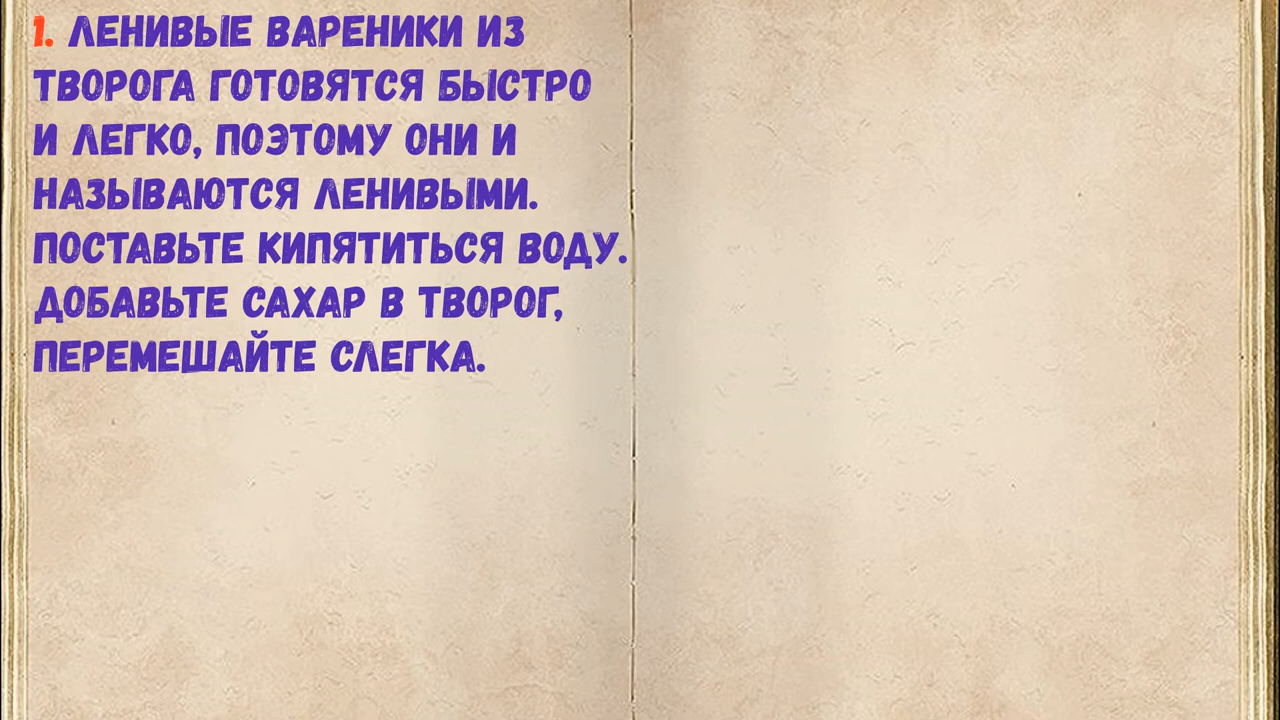 1. ЛЕНИВЫЕ ВАРЕНИКИ ИЗ
ТВОРОГА ГОТОВЯТСЯ БЫСТРО
И ЛЕГКО, ПОЭТОМУ ОНИ И
НАЗЫВАЮТСЯ ЛЕНИВЫМИ.
ПОСТАВЬТЕ КИПЯТИТЬСЯ ВОДУ.
ДОБАВЬТЕ САХАР В ТВОРОГ,
ПЕРЕМЕШАЙТЕ СЛЕГКА.